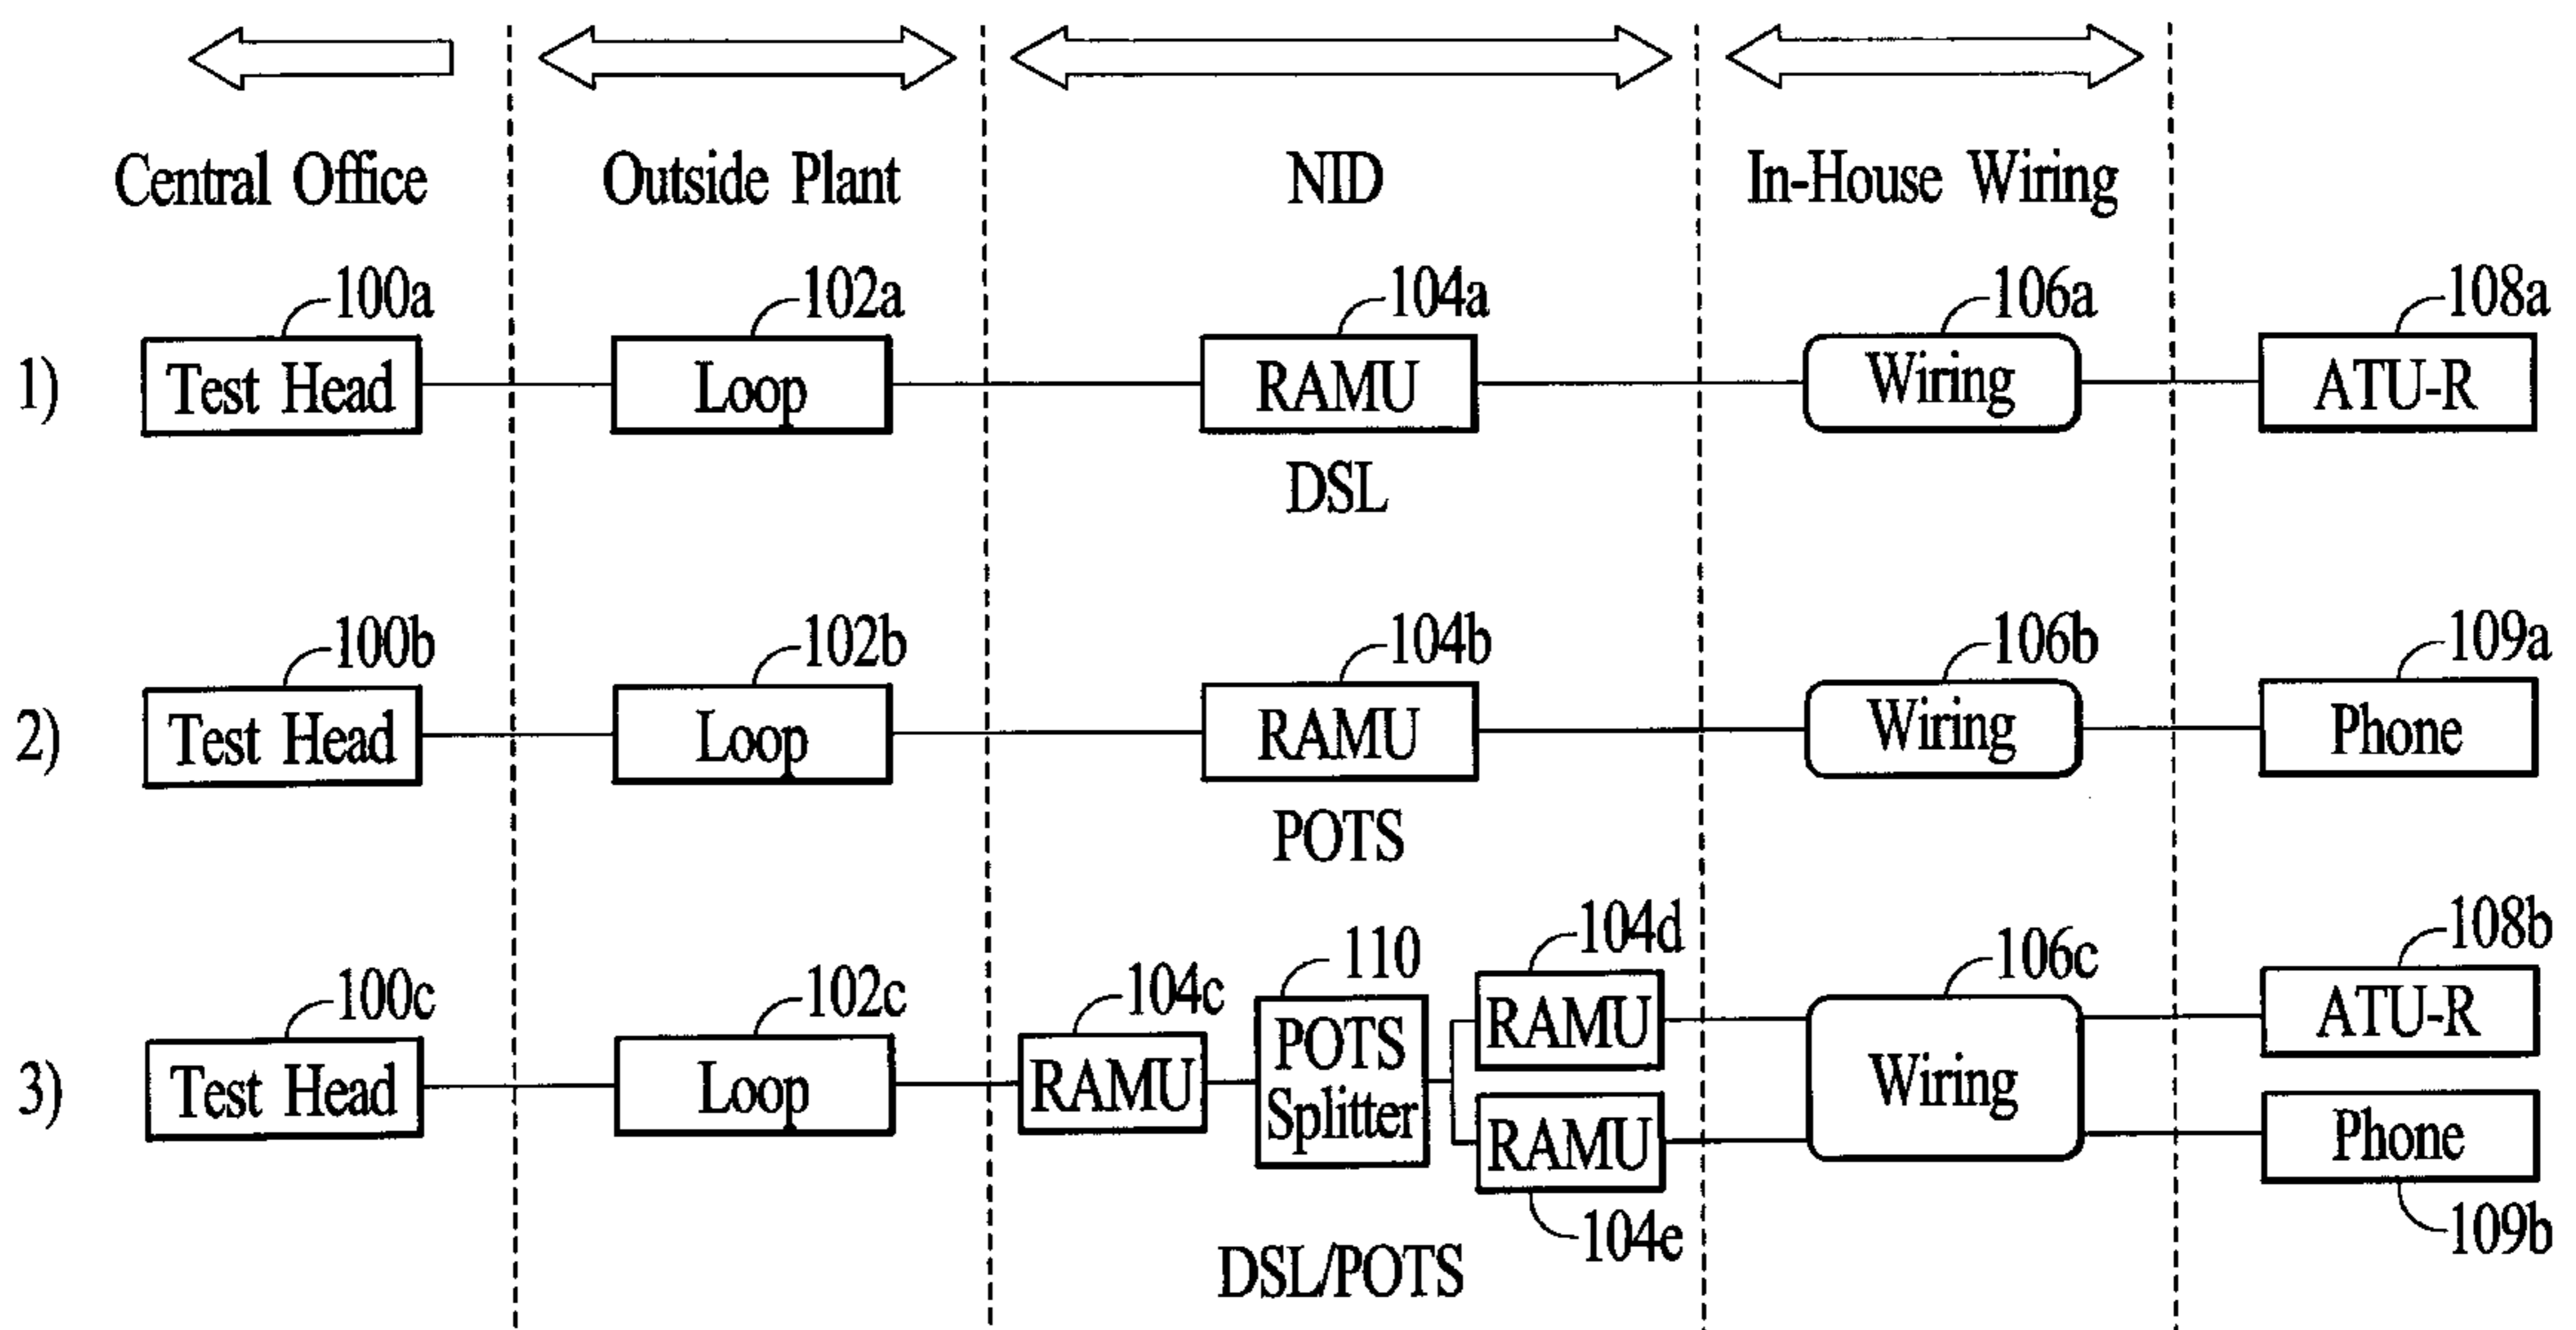 Central Office Outside Plant NID In-House Wiring
100a 102a 104a 106a 108a
1) Test Head Loop RAMU Wiring ATU-R
DSL
100b 102b 104b 106b 109a
2) Test Head Loop RAMU Wiring Phone
POTS
100c 102c 104c 110 104d 106c 108b
3) Test Head Loop RAMU POTS Splitter RAMU Wiring ATU-R
RAMU Phone
104e 109b
DSL/POTS